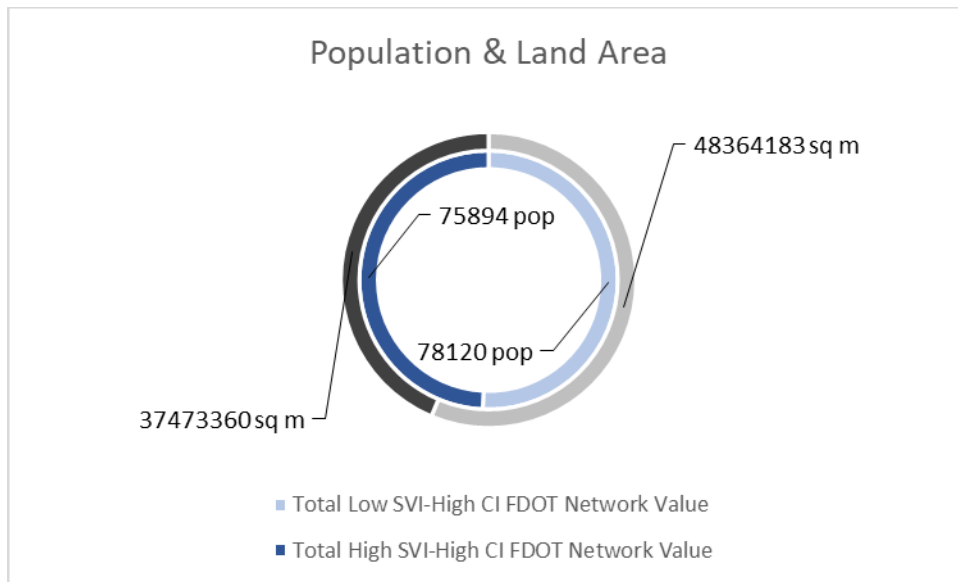 Population & Land Area
48364183 sq m
75894 pop
78120 pop
37473360 sq m
Total Low SVI-High CI FDOT Network Value
Total High SVI-High CI FDOT Network Value